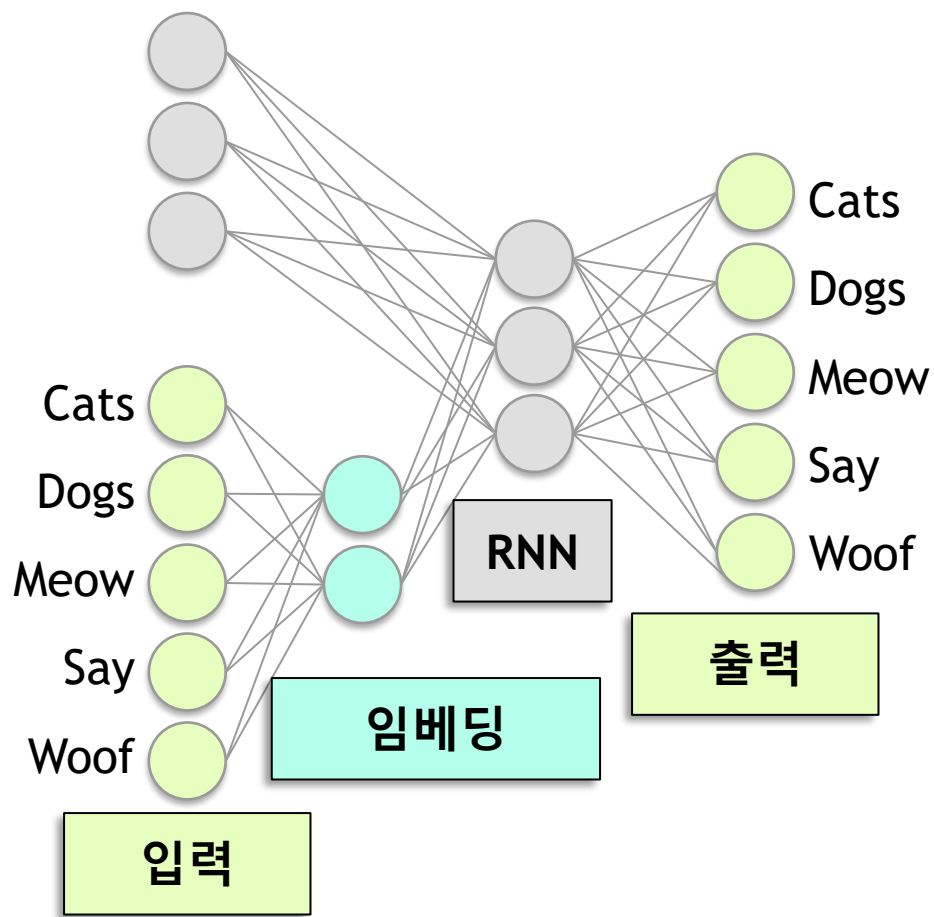 Cats
Dogs
Meow
Say
Woof
입력
임베딩
RNN
Cats
Dogs
Meow
Say
Woof
출력